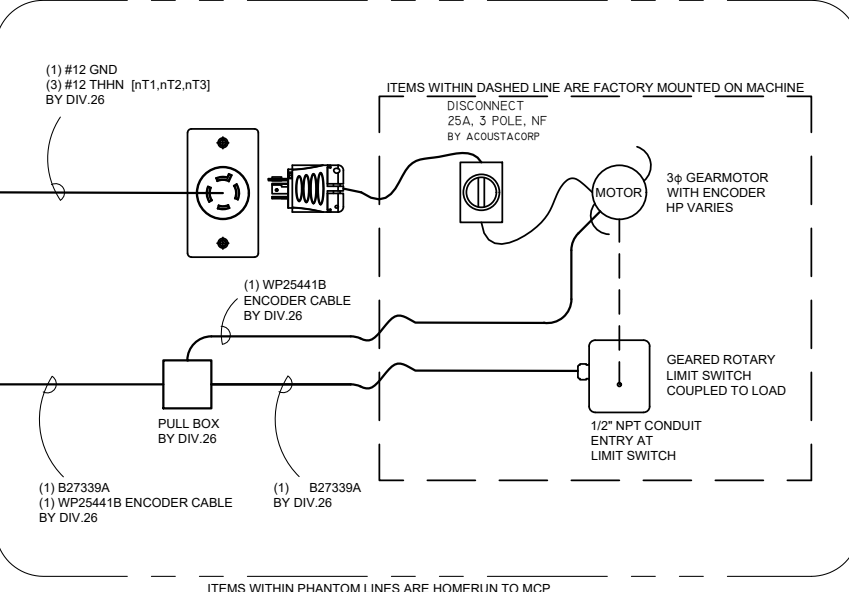 (1) #12 GND
(3) #12 THHN [nT1,nT2,nT3]
BY DIV.26
ITEMS WITHIN DASHED LINE ARE FACTORY MOUNTED ON MACHINE
DISCONNECT
25A, 3 POLE, NF
BY ACOUSTACORP
MOTOR
3ϕ GEARMOTOR
WITH ENCODER
HP VARIES
(1) WP25441B
ENCODER CABLE
BY DIV.26
PULL BOX
BY DIV.26
GEARED ROTARY
LIMIT SWITCH
COUPLED TO LOAD
1/2" NPT CONDUIT
ENTRY AT
LIMIT SWITCH
(1) B27339A
(1) WP25441B ENCODER CABLE
BY DIV.26
(1) B27339A
BY DIV.26
ITEMS WITHIN PHANTOM LINES ARE HOMERUN TO MCP